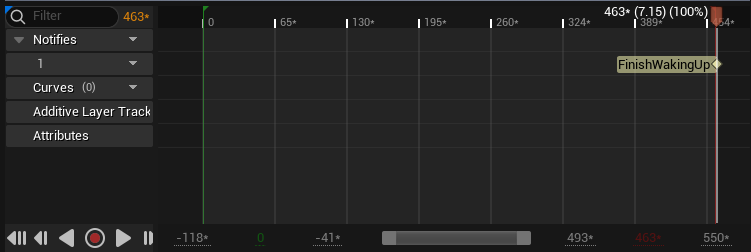 Filter 463*
463* (7.15) (100%)
0 65* 130* 195* 260* 324* 389* 454*
Notifies
1
FinishWakingUp
Curves (0)
Additive Layer Track
Attributes
-118* 0 -41* 493* 463* 550*